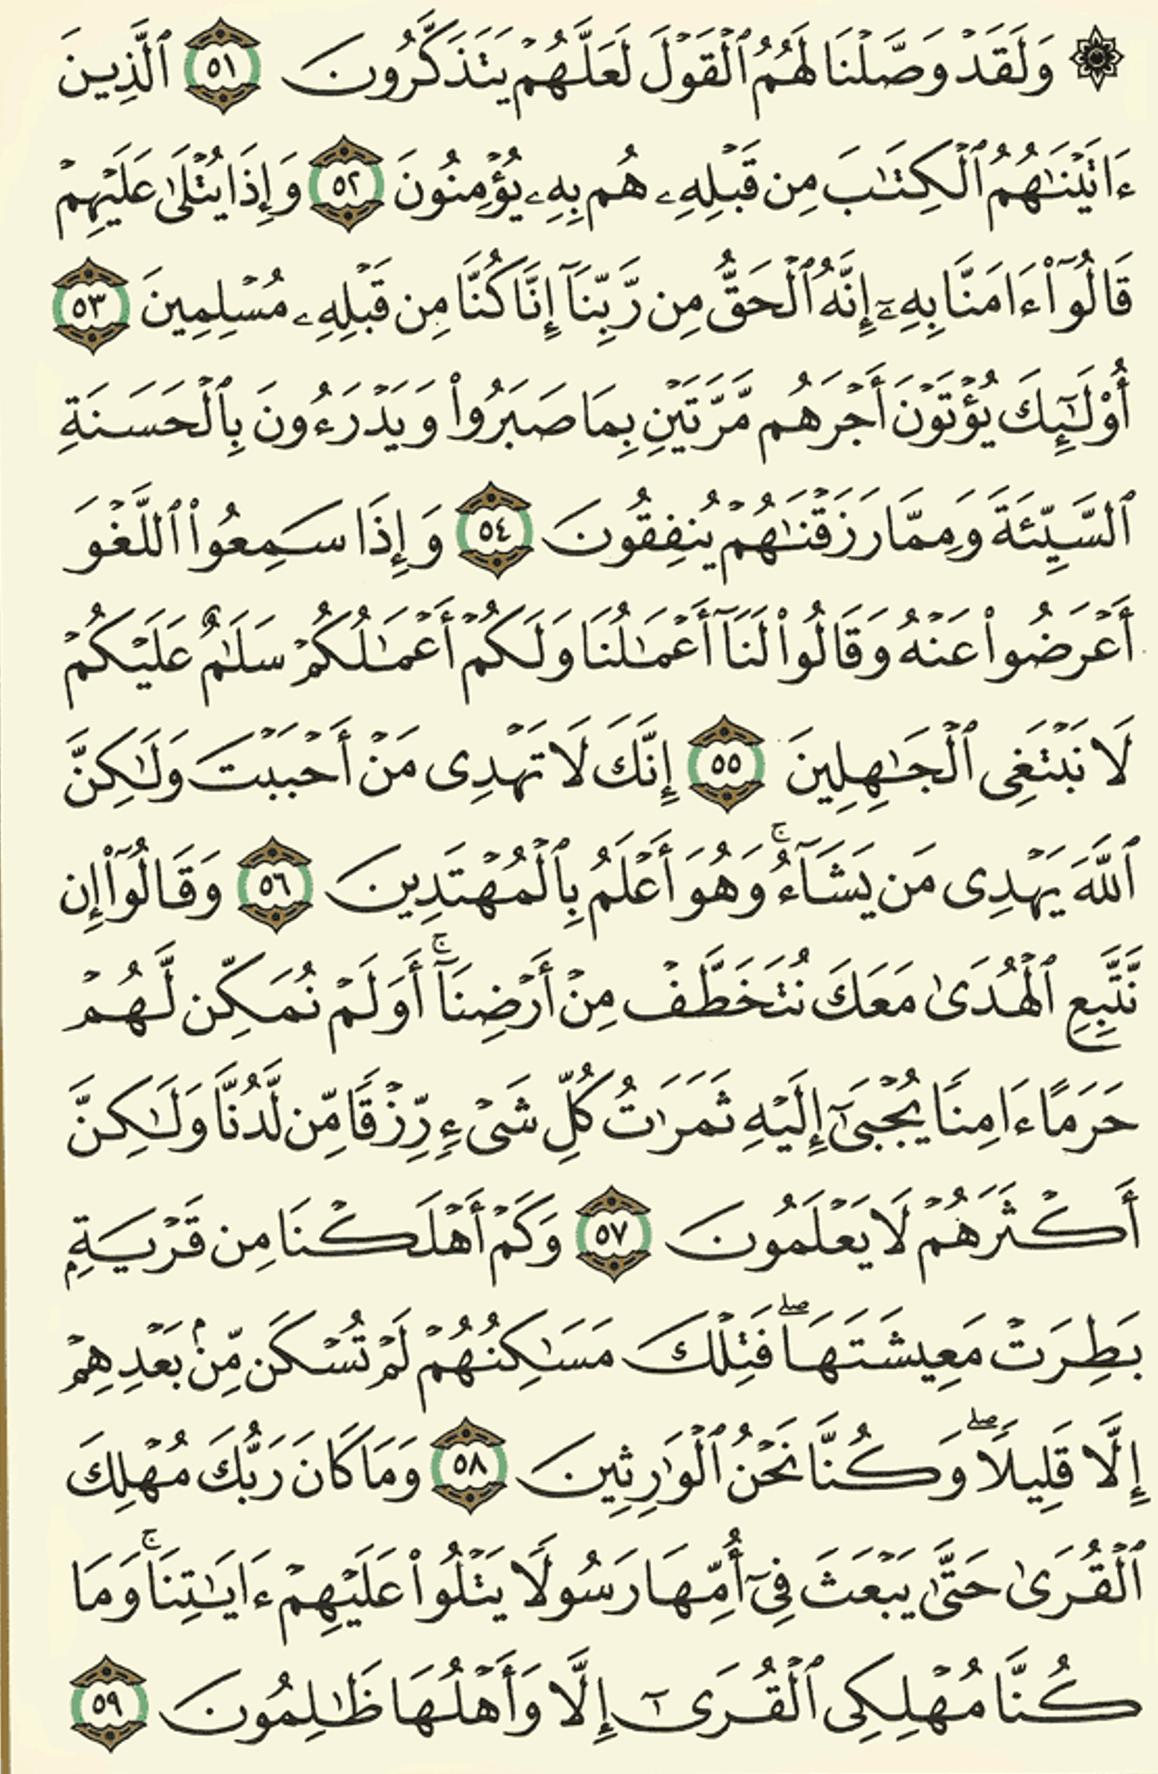 ۞ وَلَقَدْ وَصَّلْنَا لَهُمُ ٱلْقَوْلَ لَعَلَّهُمْ يَتَذَكَّرُونَ ٥١ ٱلَّذِينَ
ءَاتَيْنَٰهُمُ ٱلْكِتَٰبَ مِن قَبْلِهِۦ هُم بِهِۦ يُؤْمِنُونَ ٥٢ وَإِذَا يُتْلَىٰ عَلَيْهِمْ
قَالُوٓا۟ ءَامَنَّا بِهِۦٓ إِنَّهُ ٱلْحَقُّ مِن رَّبِّنَآ إِنَّا كُنَّا مِن قَبْلِهِۦ مُسْلِمِينَ ٥٣
أُو۟لَٰٓئِكَ يُؤْتَوْنَ أَجْرَهُم مَّرَّتَيْنِ بِمَا صَبَرُوا۟ وَيَدْرَءُونَ بِٱلْحَسَنَةِ
ٱلسَّيِّئَةَ وَمِمَّا رَزَقْنَٰهُمْ يُنفِقُونَ ٥٤ وَإِذَا سَمِعُوا۟ ٱللَّغْوَ
أَعْرَضُوا۟ عَنْهُ وَقَالُوا۟ لَنَآ أَعْمَٰلُنَا وَلَكُمْ أَعْمَٰلُكُمْ سَلَٰمٌ عَلَيْكُمْ
لَا نَبْتَغِى ٱلْجَٰهِلِينَ ٥٥ إِنَّكَ لَا تَهْدِى مَنْ أَحْبَبْتَ وَلَٰكِنَّ
ٱللَّهَ يَهْدِى مَن يَشَآءُ ۚ وَهُوَ أَعْلَمُ بِٱلْمُهْتَدِينَ ٥٦ وَقَالُوٓا۟ إِن
نَّتَّبِعِ ٱلْهُدَىٰ مَعَكَ نُتَخَطَّفْ مِنْ أَرْضِنَآ ۚ أَوَلَمْ نُمَكِّن لَّهُمْ
حَرَمًا ءَامِنًا يُجْبَىٰٓ إِلَيْهِ ثَمَرَٰتُ كُلِّ شَىْءٍ رِّزْقًا مِّن لَّدُنَّا وَلَٰكِنَّ
أَكْثَرَهُمْ لَا يَعْلَمُونَ ٥٧ وَكَمْ أَهْلَكْنَا مِن قَرْيَةٍۭ
بَطِرَتْ مَعِيشَتَهَا ۖ فَتِلْكَ مَسَٰكِنُهُمْ لَمْ تُسْكَن مِّنۢ بَعْدِهِمْ
إِلَّا قَلِيلًا ۖ وَكُنَّا نَحْنُ ٱلْوَٰرِثِينَ ٥٨ وَمَا كَانَ رَبُّكَ مُهْلِكَ
ٱلْقُرَىٰ حَتَّىٰ يَبْعَثَ فِىٓ أُمِّهَا رَسُولًا يَتْلُوا۟ عَلَيْهِمْ ءَايَٰتِنَا ۚ وَمَا
كُنَّا مُهْلِكِى ٱلْقُرَىٰٓ إِلَّا وَأَهْلُهَا ظَٰلِمُونَ ٥٩